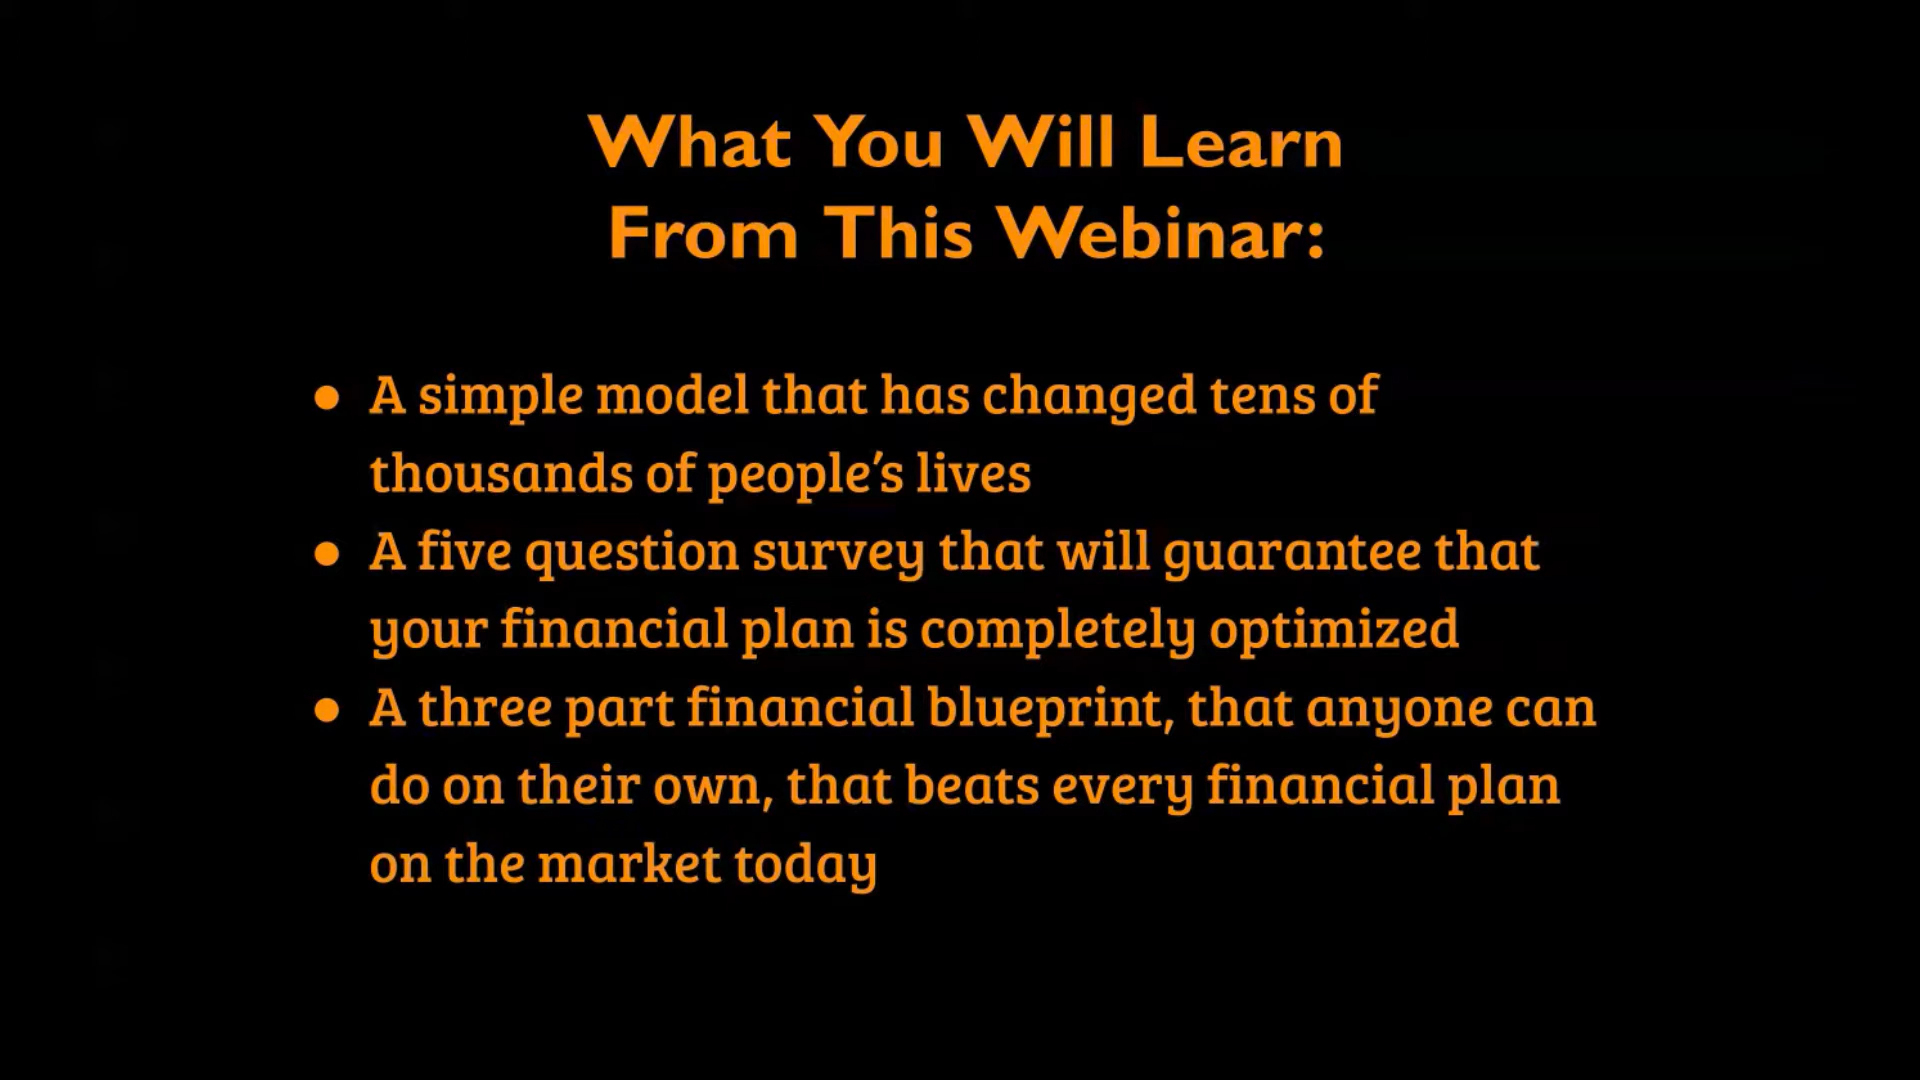 What You Will Learn
From This Webinar:
● A simple model that has changed tens of
thousands of people’s lives
● A five question survey that will guarantee that
your financial plan is completely optimized
● A three part financial blueprint, that anyone can
do on their own, that beats every financial plan
on the market today